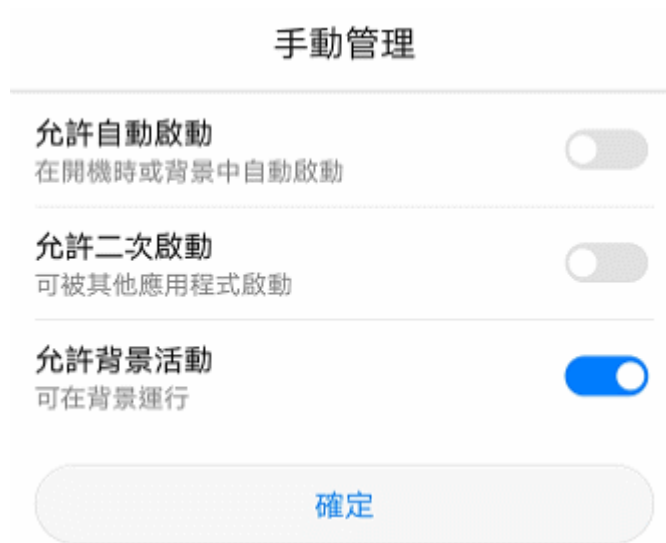 手動管理
允許自動啟動
在開機時或背景中自動啟動
允許二次啟動
可被其他應用程式啟動
允許背景活動
可在背景運行
確定